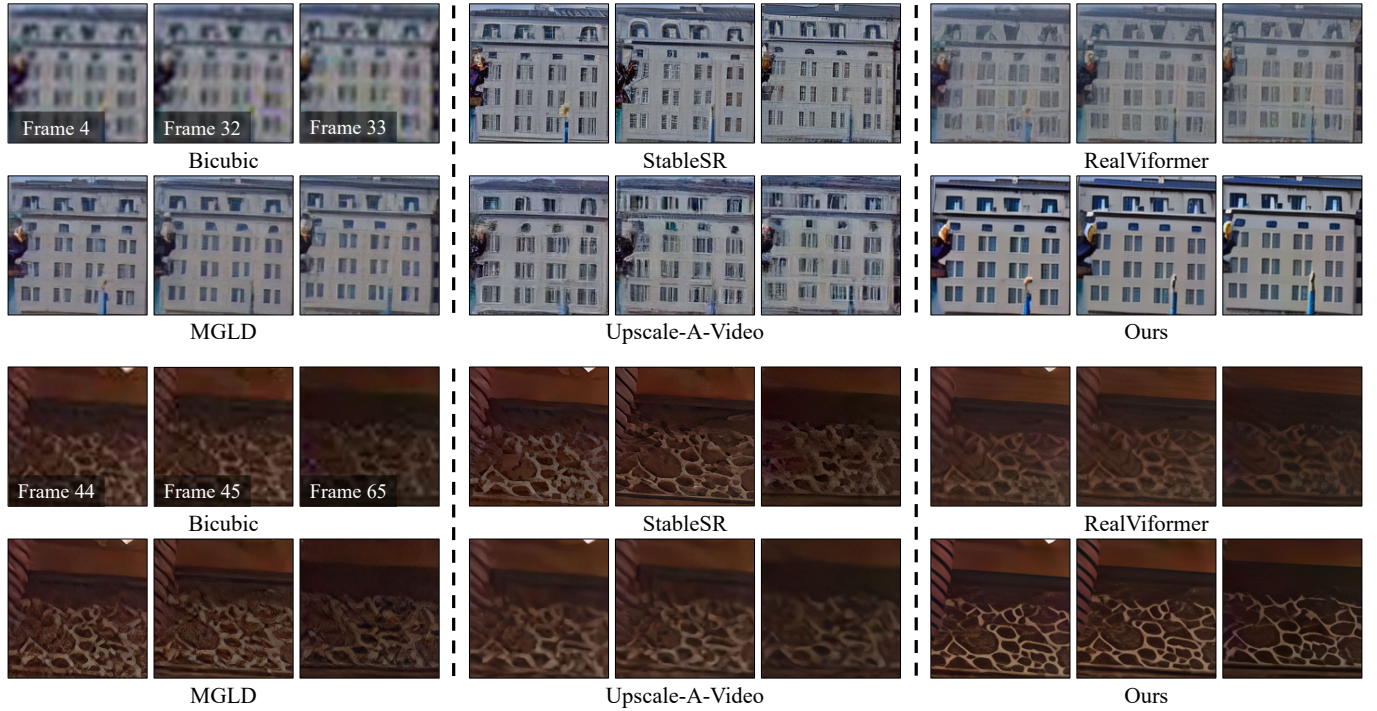 Frame 4
Frame 32
Frame 33
Bicubic
StableSR
RealViformer
MGLD
Upscale-A-Video
Ours
Frame 44
Frame 45
Frame 65
Bicubic
StableSR
RealViformer
MGLD
Upscale-A-Video
Ours